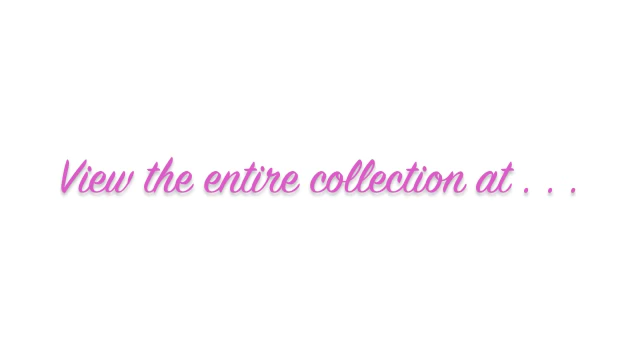 View the entire collection at . . .